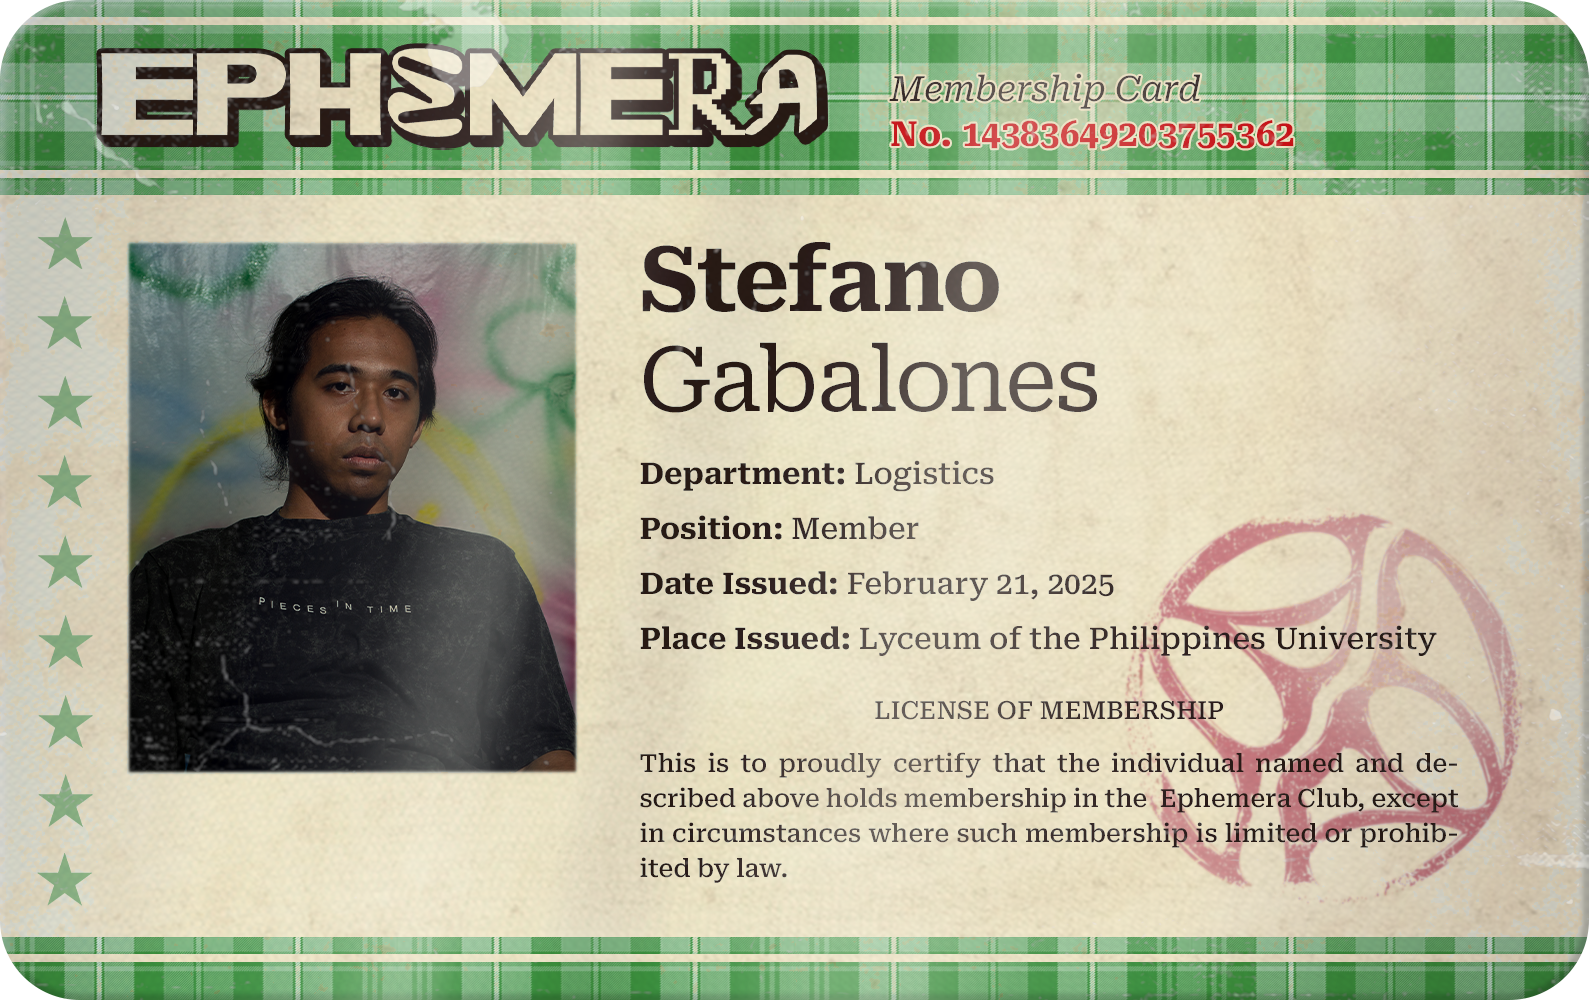 EPHEMERA
Membership Card
No. 14383649203755362
Stefano
Gabalones
Department: Logistics
Position: Member
Date Issued: February 21, 2025
Place Issued: Lyceum of the Philippines University
PIECES IN TIME
LICENSE OF MEMBERSHIP
This is to proudly certify that the individual named and de-
scribed above holds membership in the Ephemera Club, except
in circumstances where such membership is limited or prohib-
ited by law.